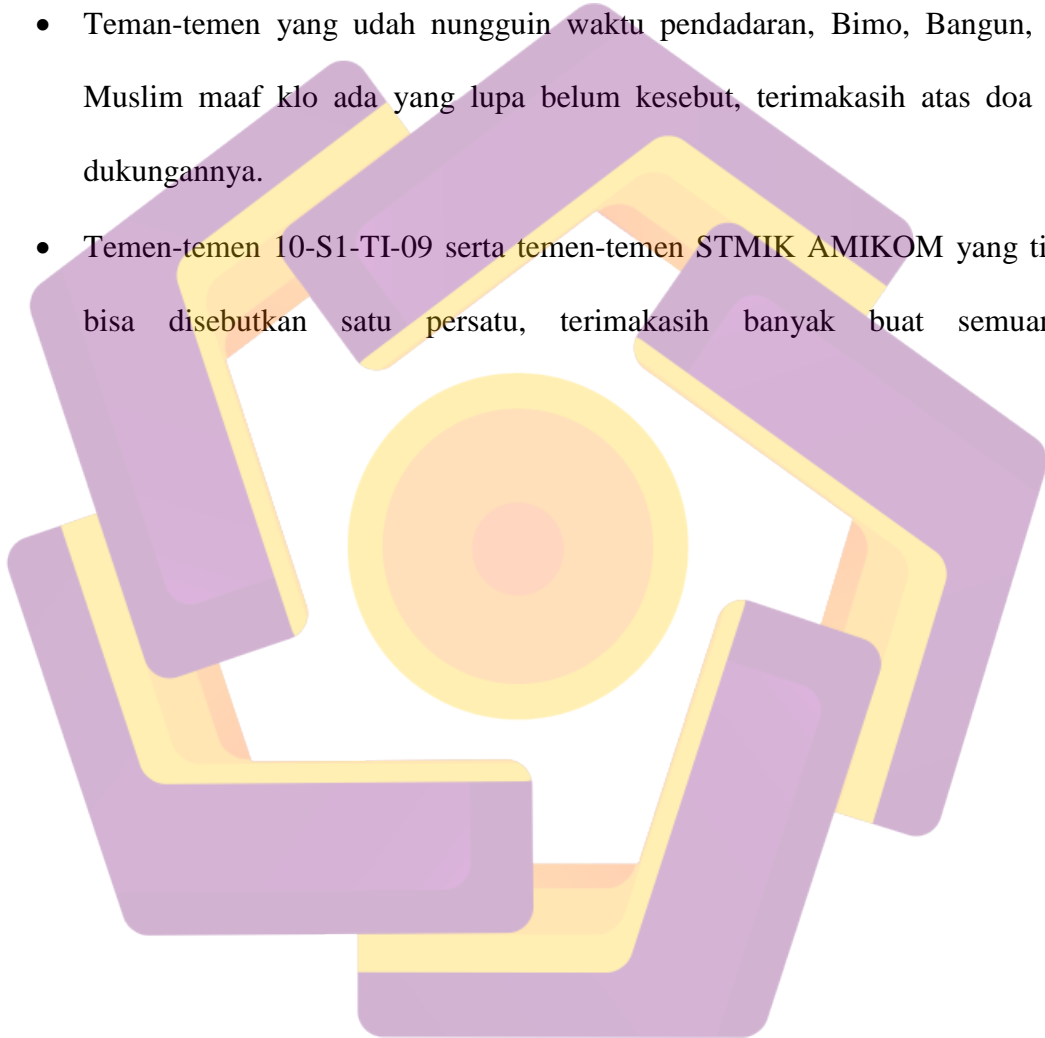 • Teman-temen yang udah nungguin waktu pendadaran, Bimo, Bangun,
Muslim maaf klo ada yang lupa belum kesebut, terimakasih atas doa
dukungannya.
• Temen-temen 10-S1-TI-09 serta temen-temen STMIK AMIKOM yang ti
bisa disebutkan satu persatu, terimakasih banyak buat semuan